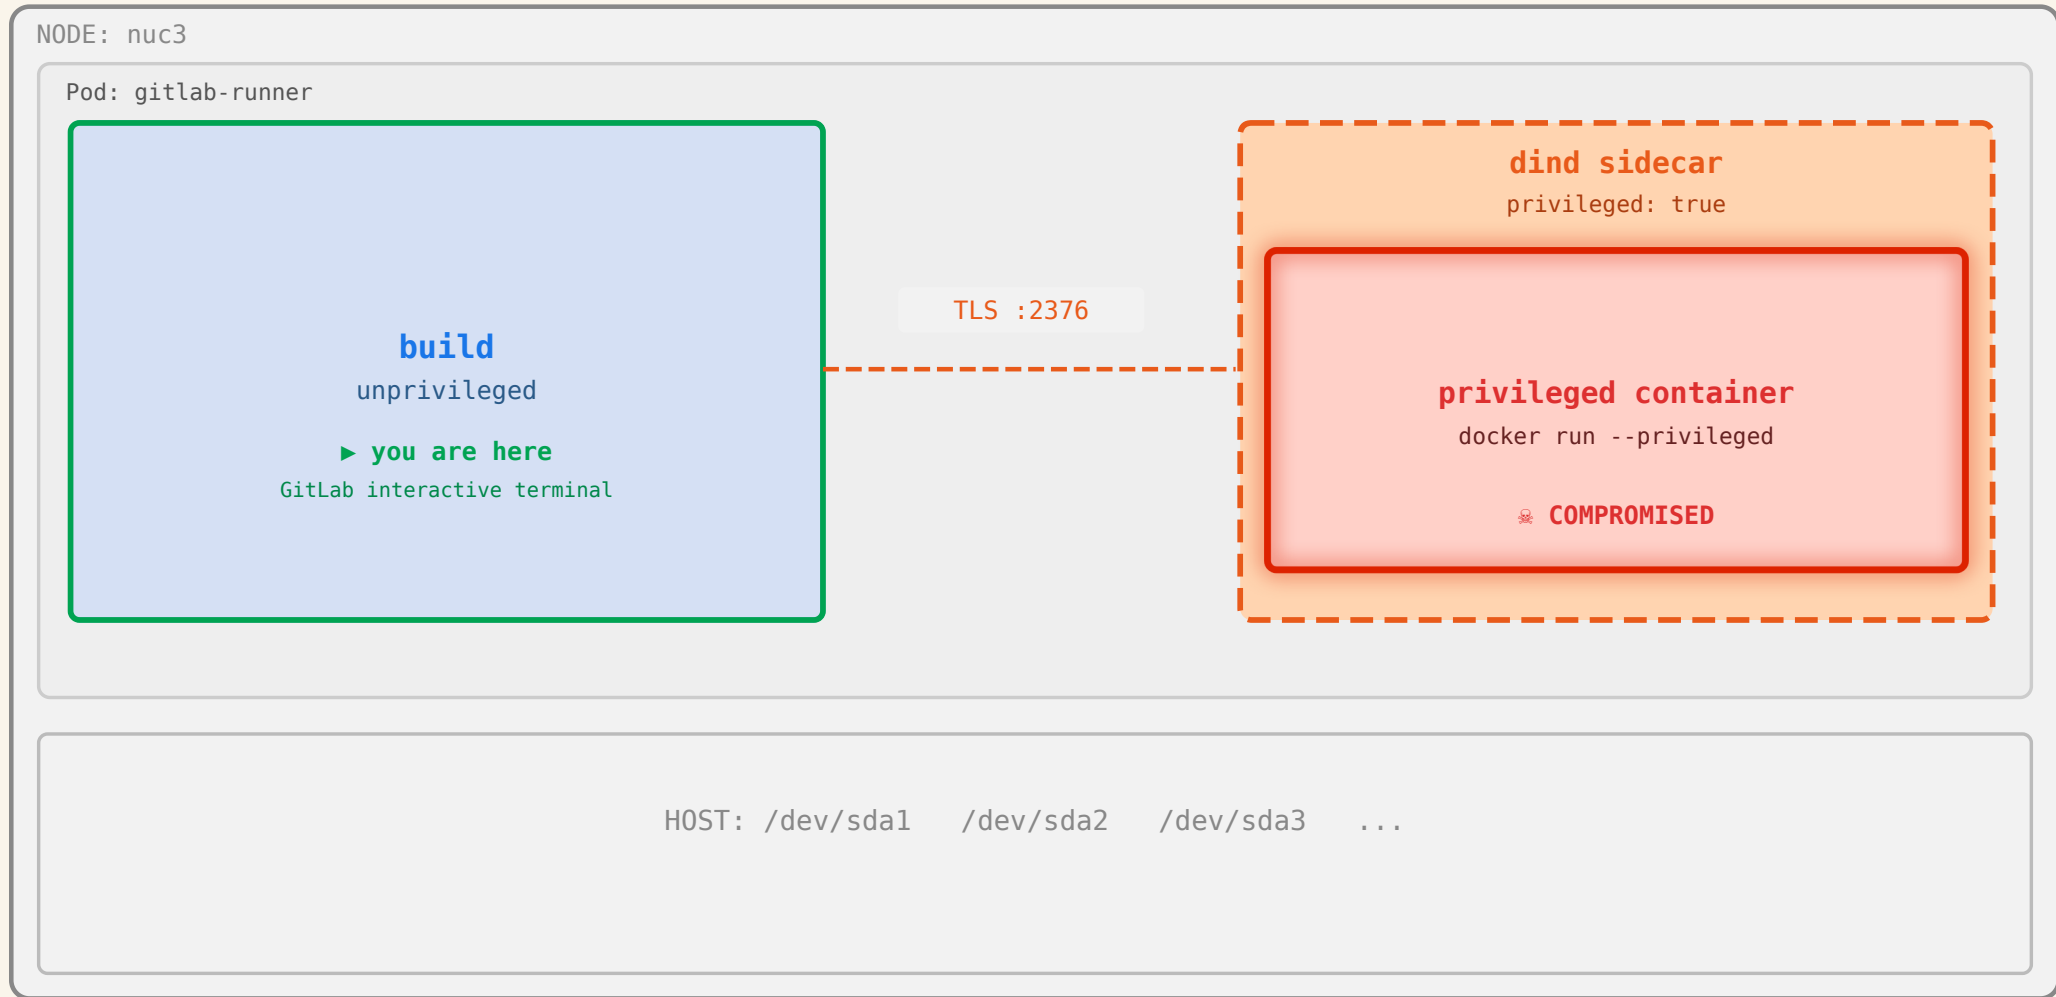 NODE: nuc3
Pod: gitlab-runner
build
unprivileged
▶ you are here
GitLab interactive terminal
TLS :2376
dind sidecar
privileged: true
privileged container
docker run --privileged
☠ COMPROMISED
HOST: /dev/sda1 /dev/sda2 /dev/sda3 ...